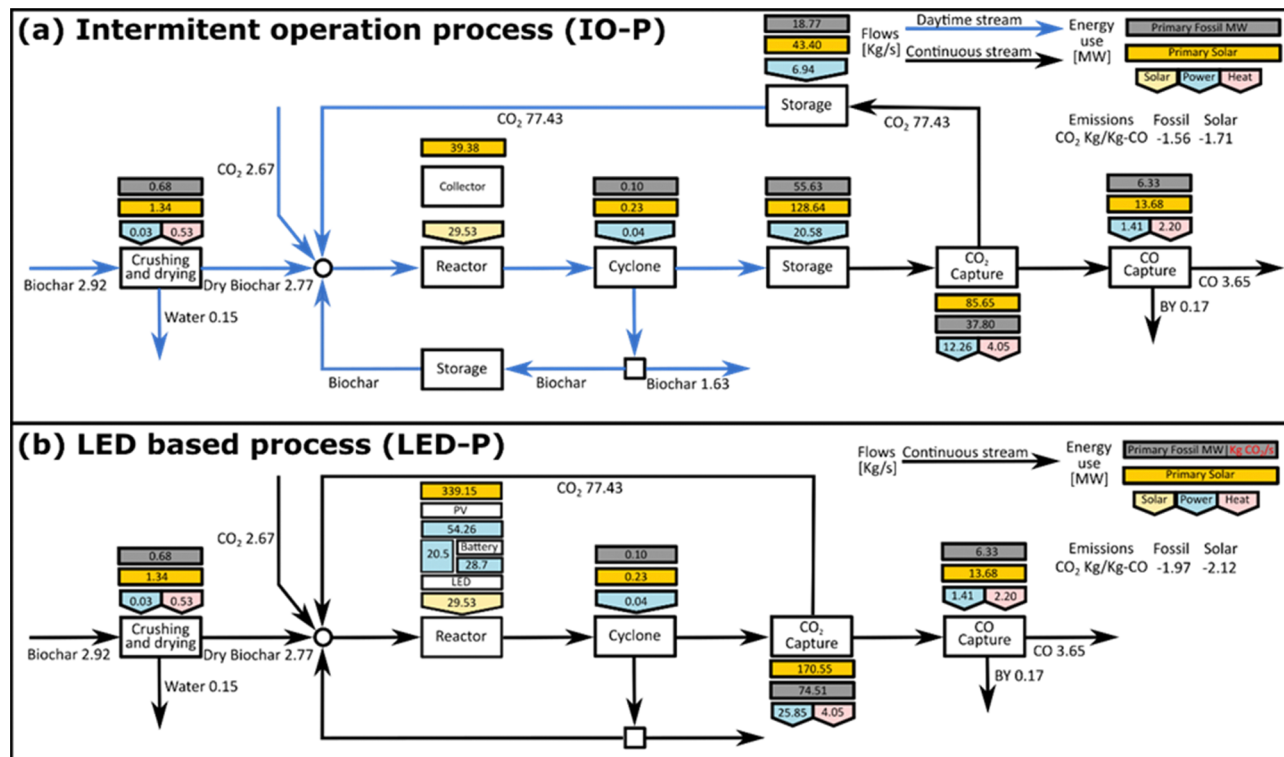 (a) Intermitent operation process (IO-P)
18.77
43.40
6.94
Storage
Flows
[Kg/s]
Daytime stream
Continuous stream
Energy
use
[MW]
Primary Fossil MW
Primary Solar
Solar
Power
Heat
Emissions Fossil Solar
CO₂ Kg/Kg-CO -1.56 -1.71
CO₂ 77.43
CO₂ 77.43
CO₂ 2.67
39.38
Collector
29.53
Reactor
0.68
1.34
0.03
0.53
Crushing
and drying
Biochar 2.92
Dry Biochar 2.77
Water 0.15
0.10
0.23
0.04
Cyclone
55.63
128.64
20.58
Storage
CO₂
Capture
85.65
37.80
12.26
4.05
6.33
13.68
1.41
2.20
CO
Capture
CO 3.65
BY 0.17
Storage
Biochar
Biochar
Biochar 1.63
(b) LED based process (LED-P)
Flows
[Kg/s]
Continuous stream
Energy
use
[MW]
Primary Fossil MW
Kg CO₂/s
Primary Solar
Solar
Power
Heat
Emissions Fossil Solar
CO₂ Kg/Kg-CO -1.97 -2.12
CO₂ 77.43
CO₂ 2.67
339.15
PV
54.26
20.5
Battery
28.7
LED
29.53
Reactor
0.68
1.34
0.03
0.53
Crushing
and drying
Biochar 2.92
Dry Biochar 2.77
Water 0.15
0.10
0.23
0.04
Cyclone
CO₂
Capture
170.55
74.51
25.85
4.05
6.33
13.68
1.41
2.20
CO
Capture
CO 3.65
BY 0.17